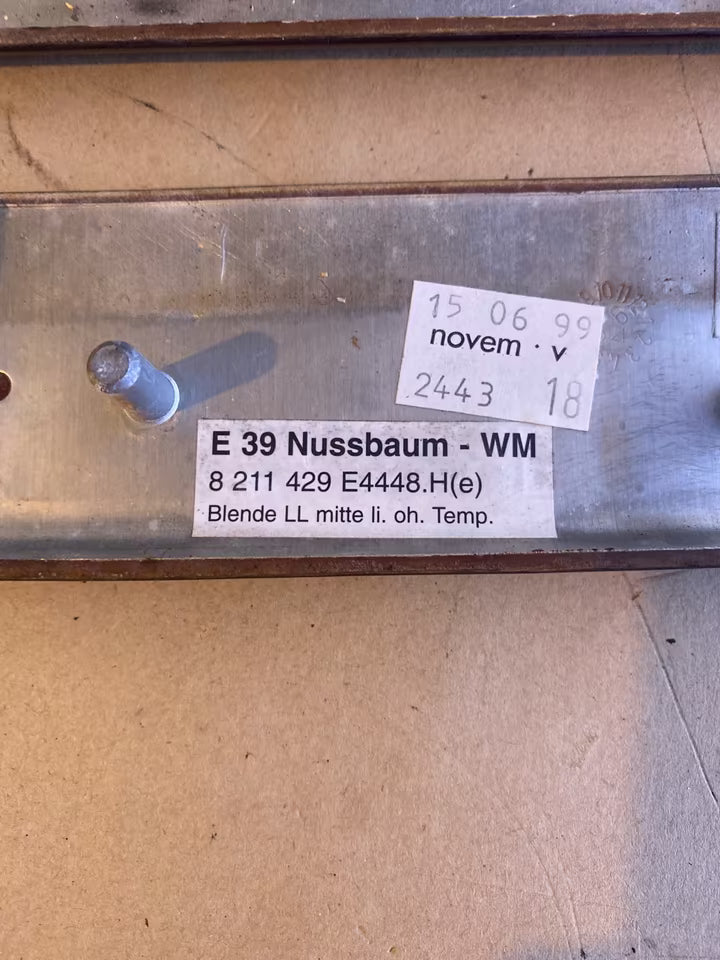 15 06 99
novem · v
2443 18
E 39 Nussbaum - WM
8 211 429 E4448.H(e)
Blende LL mitte li. oh. Temp.